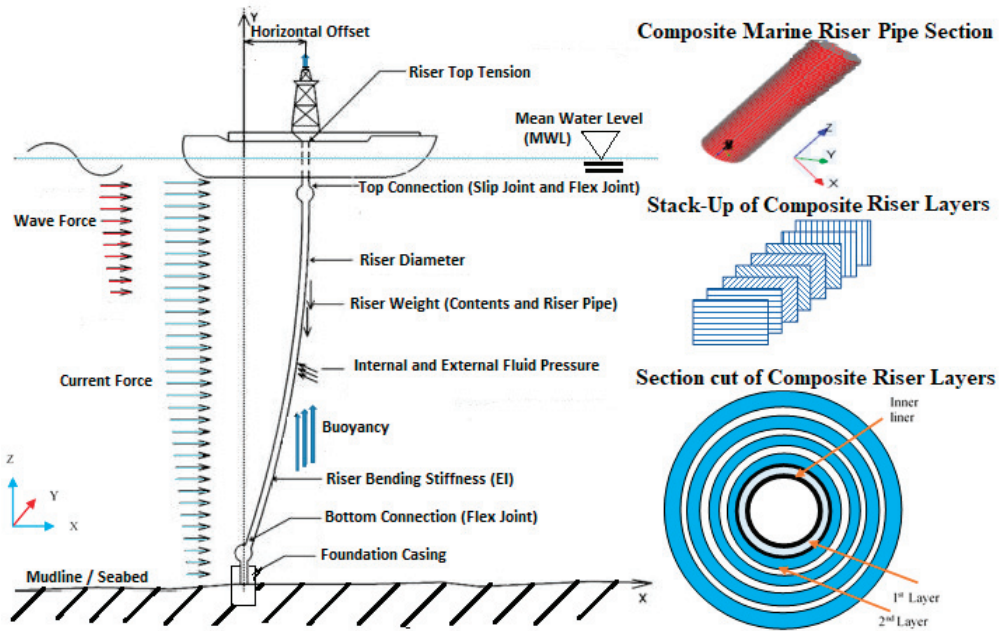 Y
Horizontal Offset
Riser Top Tension
Mean Water Level
(MWL)
Top Connection (Slip Joint and Flex Joint)
Wave Force
Riser Diameter
Riser Weight (Contents and Riser Pipe)
Internal and External Fluid Pressure
Current Force
Buoyancy
Riser Bending Stiffness (EI)
Bottom Connection (Flex Joint)
Foundation Casing
Mudline / Seabed
X
Z
Y
X
Composite Marine Riser Pipe Section
Z
Y
X
Stack-Up of Composite Riser Layers
Section cut of Composite Riser Layers
Inner
liner
1st Layer
2nd Layer